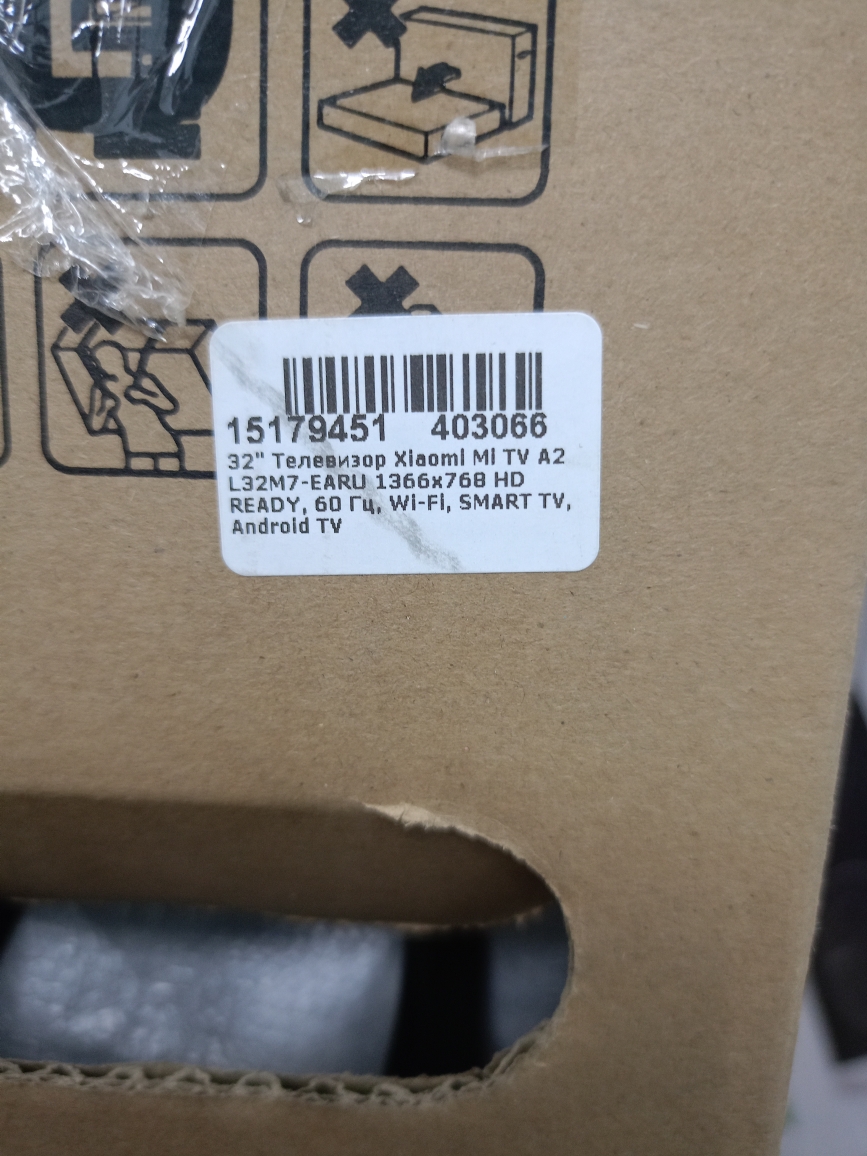 15179451 403066
32" Телевизор Xiaomi Mi TV A2
L32M7-EARU 1366x768 HD
READY, 60 Гц, Wi-Fi, SMART TV,
Android TV